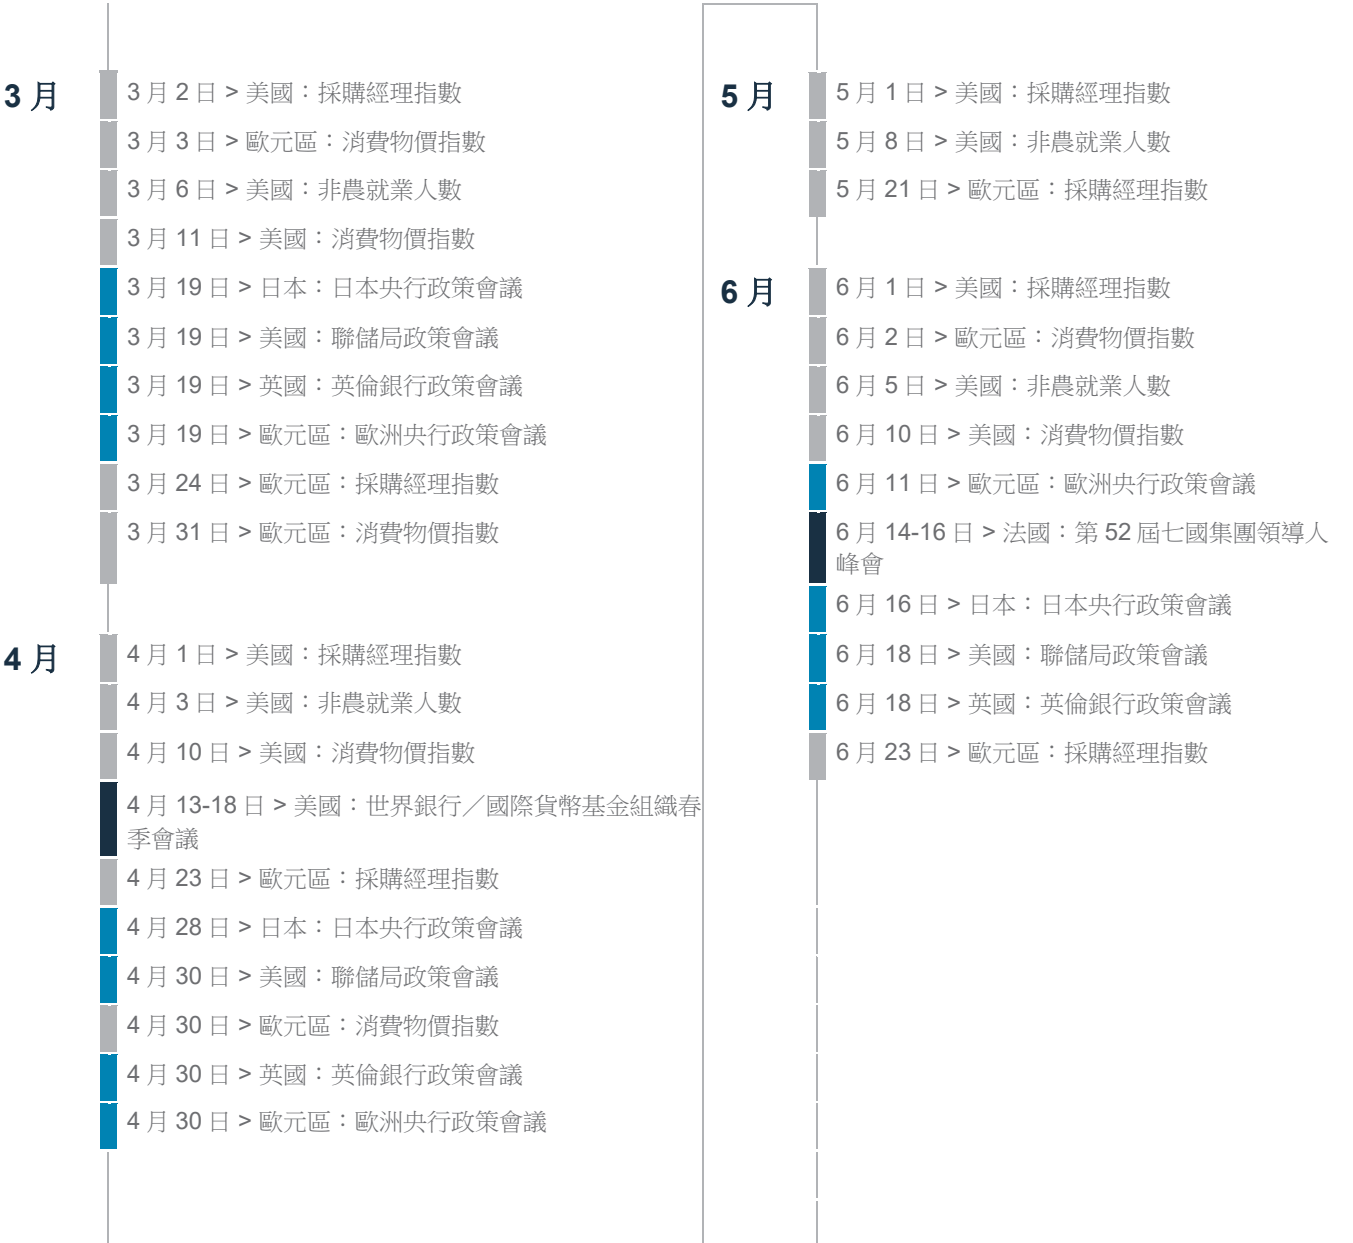 3 月
3 月 2 日 > 美國：採購經理指數
3 月 3 日 > 歐元區：消費物價指數
3 月 6 日 > 美國：非農就業人數
3 月 11 日 > 美國：消費物價指數
3 月 19 日 > 日本：日本央行政策會議
3 月 19 日 > 美國：聯儲局政策會議
3 月 19 日 > 英國：英倫銀行政策會議
3 月 19 日 > 歐元區：歐洲央行政策會議
3 月 24 日 > 歐元區：採購經理指數
3 月 31 日 > 歐元區：消費物價指數
4 月
4 月 1 日 > 美國：採購經理指數
4 月 3 日 > 美國：非農就業人數
4 月 10 日 > 美國：消費物價指數
4 月 13-18 日 > 美國：世界銀行／國際貨幣基金組織春
季會議
4 月 23 日 > 歐元區：採購經理指數
4 月 28 日 > 日本：日本央行政策會議
4 月 30 日 > 美國：聯儲局政策會議
4 月 30 日 > 歐元區：消費物價指數
4 月 30 日 > 英國：英倫銀行政策會議
4 月 30 日 > 歐元區：歐洲央行政策會議
5 月
5 月 1 日 > 美國：採購經理指數
5 月 8 日 > 美國：非農就業人數
5 月 21 日 > 歐元區：採購經理指數
6 月
6 月 1 日 > 美國：採購經理指數
6 月 2 日 > 歐元區：消費物價指數
6 月 5 日 > 美國：非農就業人數
6 月 10 日 > 美國：消費物價指數
6 月 11 日 > 歐元區：歐洲央行政策會議
6 月 14-16 日 > 法國：第 52 屆七國集團領導人
峰會
6 月 16 日 > 日本：日本央行政策會議
6 月 18 日 > 美國：聯儲局政策會議
6 月 18 日 > 英國：英倫銀行政策會議
6 月 23 日 > 歐元區：採購經理指數